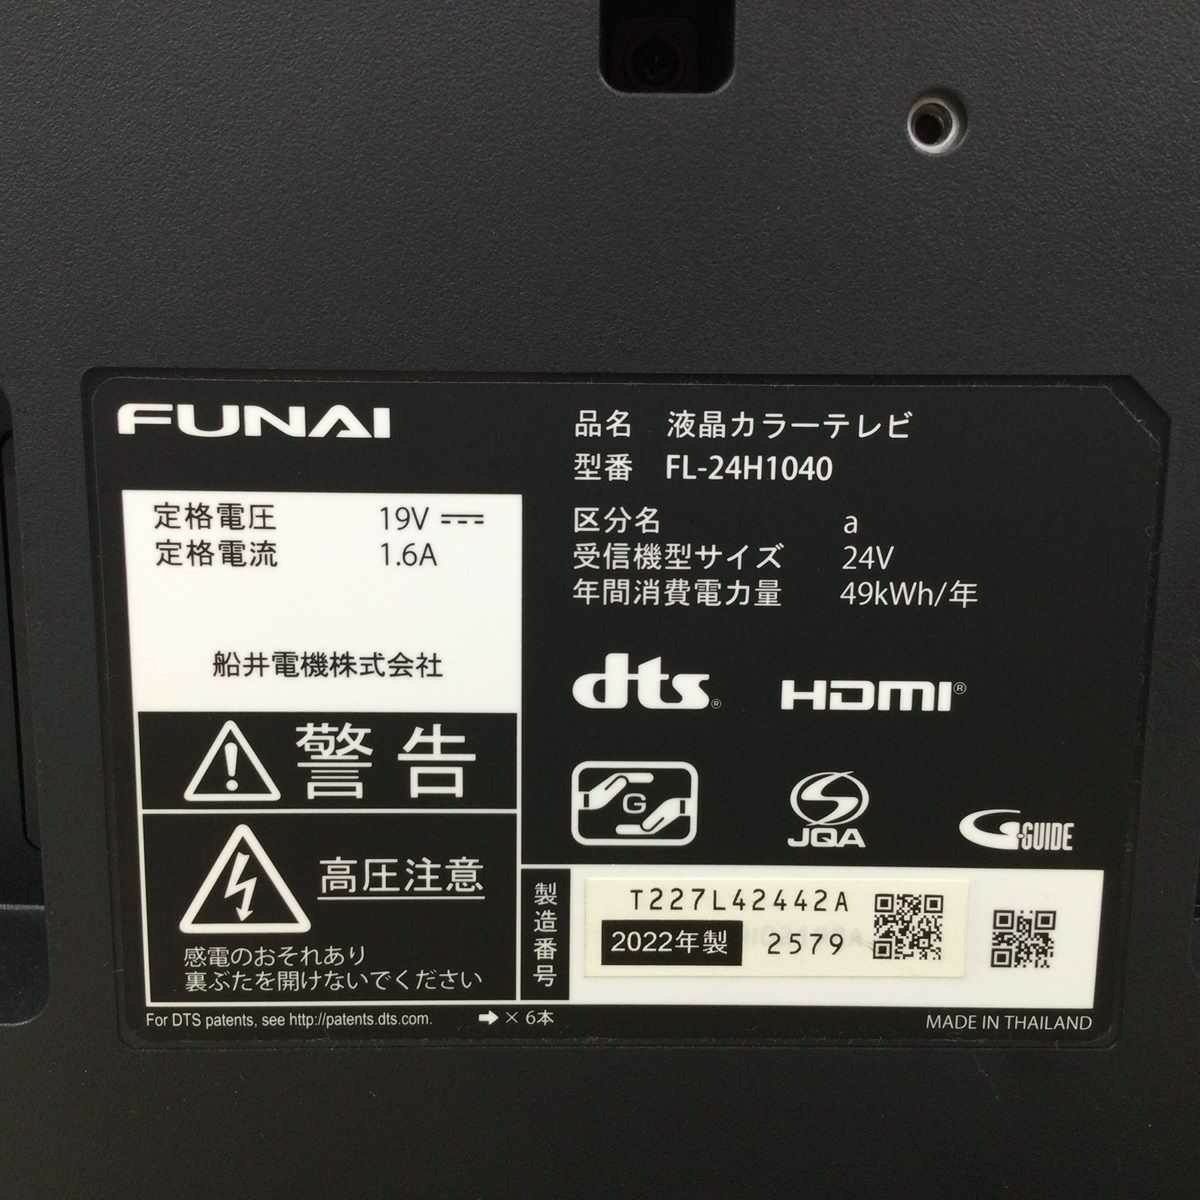 FUNAI
品名 液晶カラーテレビ
型番 FL-24H1040
定格電圧 19V
定格電流 1.6A
船井電機株式会社
区分名 a
受信機型サイズ 24V
年間消費電力量 49kWh/年
dts®
HDMI®
G
JQA
G-GUIDE
警告
高圧注意
感電のおそれあり
裏ぶたを開けないでください
製造番号
T227L42442A
2022年製 2579
For DTS patents, see http://patents.dts.com.
➡ × 6本
MADE IN THAILAND